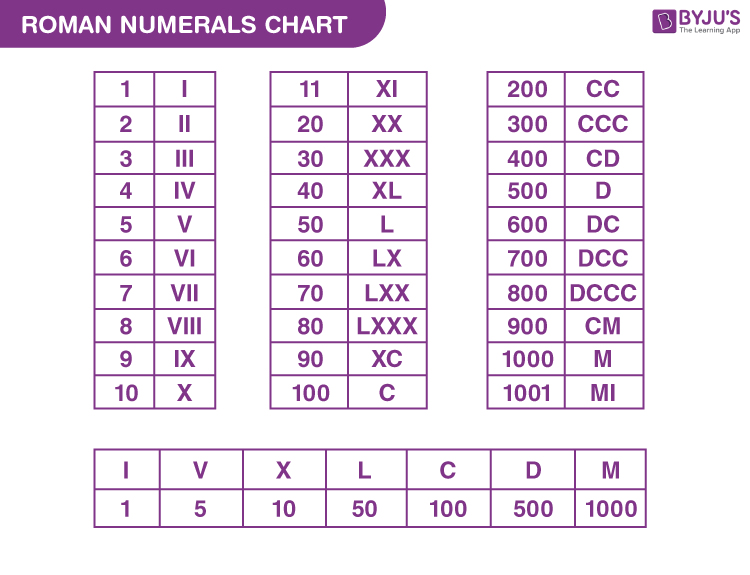 ROMAN NUMERALS CHART
BYJU'S
The Learning App
1 I
2 II
3 III
4 IV
5 V
6 VI
7 VII
8 VIII
9 IX
10 X
11 XI
20 XX
30 XXX
40 XL
50 L
60 LX
70 LXX
80 LXXX
90 XC
100 C
200 CC
300 CCC
400 CD
500 D
600 DC
700 DCC
800 DCCC
900 CM
1000 M
1001 MI
I V X L C D M
1 5 10 50 100 500 1000